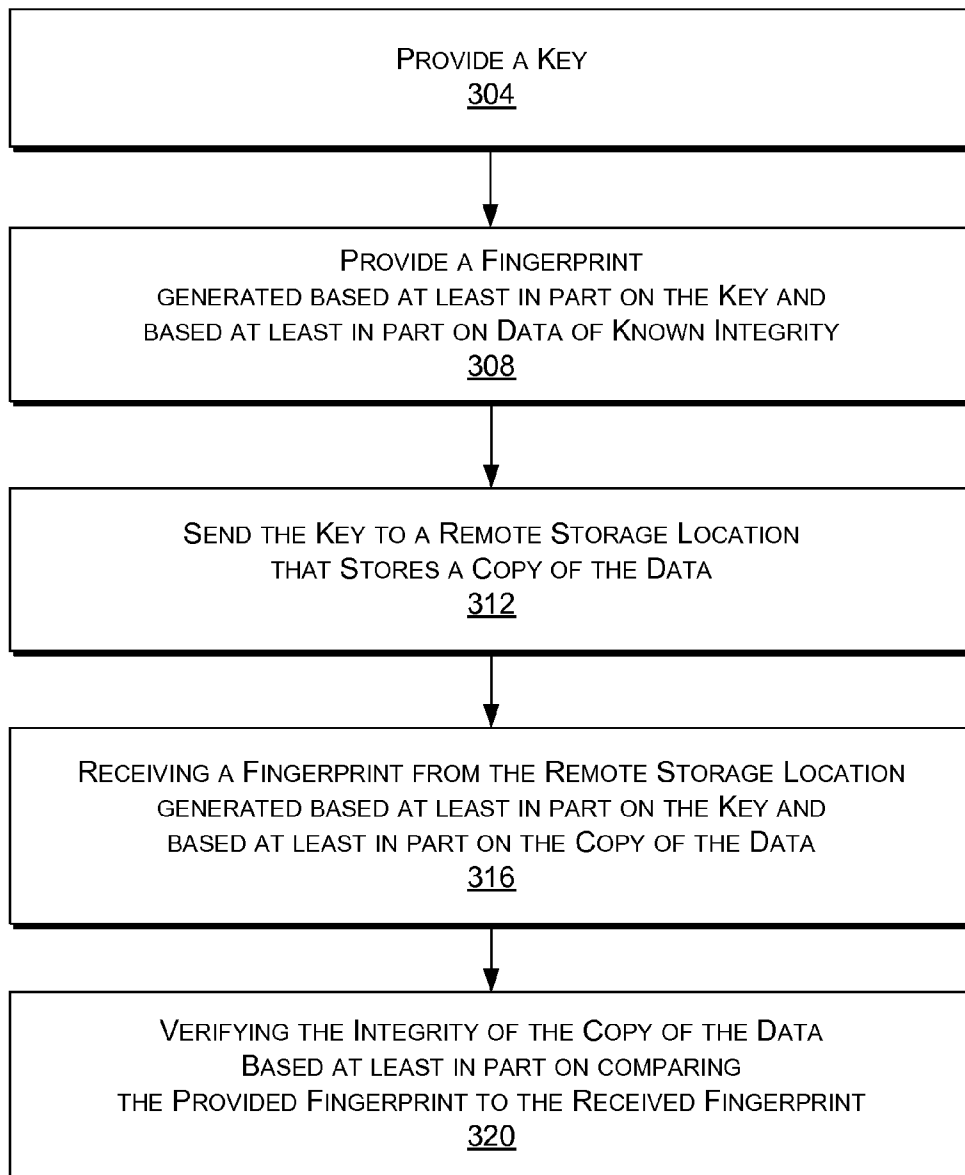 PROVIDE A KEY
304
PROVIDE A FINGERPRINT
GENERATED BASED AT LEAST IN PART ON THE KEY AND
BASED AT LEAST IN PART ON DATA OF KNOWN INTEGRITY
308
SEND THE KEY TO A REMOTE STORAGE LOCATION
THAT STORES A COPY OF THE DATA
312
RECEIVING A FINGERPRINT FROM THE REMOTE STORAGE LOCATION
GENERATED BASED AT LEAST IN PART ON THE KEY AND
BASED AT LEAST IN PART ON THE COPY OF THE DATA
316
VERIFYING THE INTEGRITY OF THE COPY OF THE DATA
BASED AT LEAST IN PART ON COMPARING
THE PROVIDED FINGERPRINT TO THE RECEIVED FINGERPRINT
320